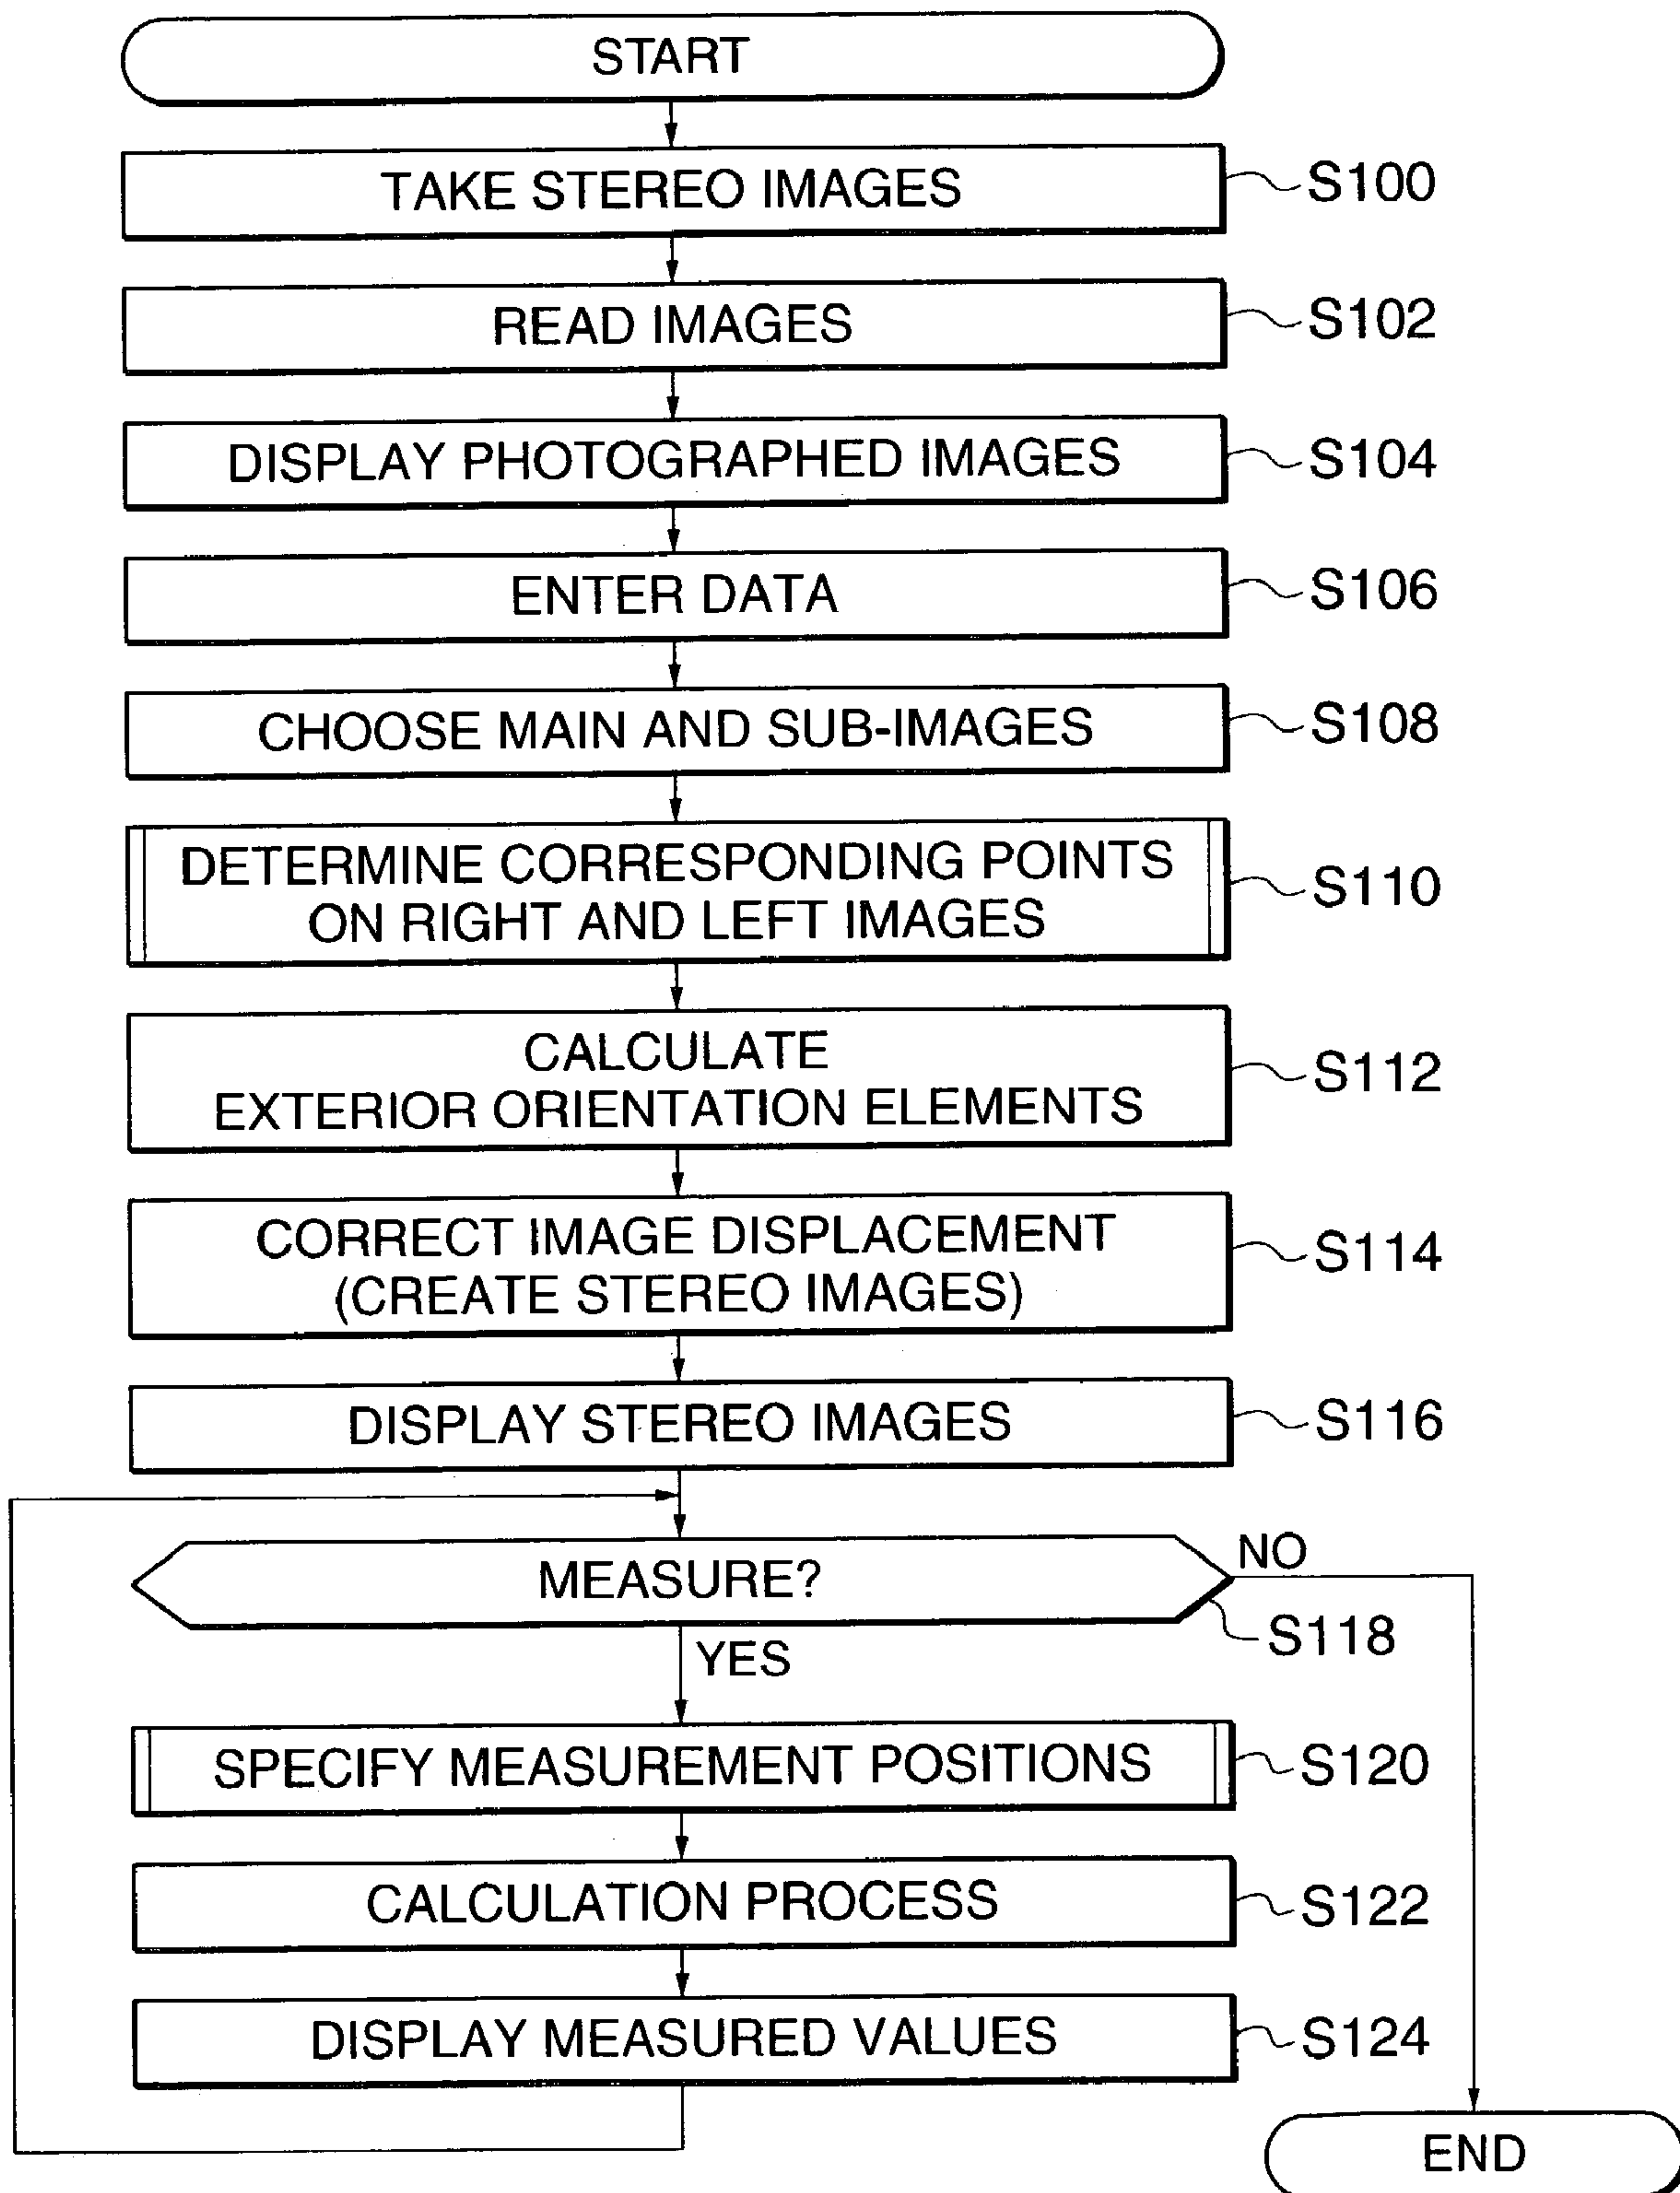 START
TAKE STEREO IMAGES
S100
READ IMAGES
S102
DISPLAY PHOTOGRAPHED IMAGES
S104
ENTER DATA
S106
CHOOSE MAIN AND SUB-IMAGES
S108
DETERMINE CORRESPONDING POINTS
ON RIGHT AND LEFT IMAGES
S110
CALCULATE
EXTERIOR ORIENTATION ELEMENTS
S112
CORRECT IMAGE DISPLACEMENT
(CREATE STEREO IMAGES)
S114
DISPLAY STEREO IMAGES
S116
MEASURE?
NO
S118
YES
SPECIFY MEASUREMENT POSITIONS
S120
CALCULATION PROCESS
S122
DISPLAY MEASURED VALUES
S124
END